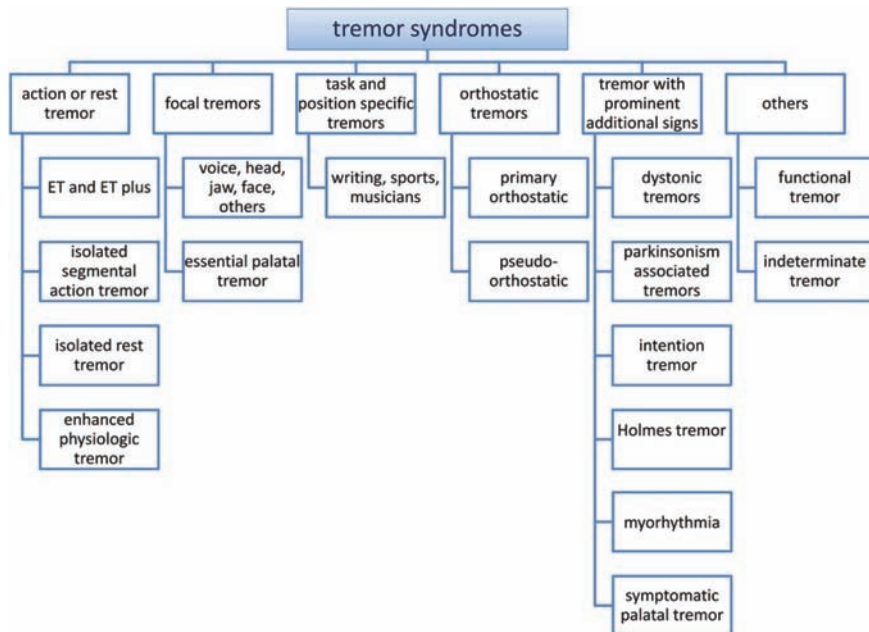 tremor syndromes
action or rest
tremor
focal tremors
task and
position specific
tremors
orthostatic
tremors
tremor with
prominent
additional signs
others
ET and ET plus
isolated
segmental
action tremor
isolated rest
tremor
enhanced
physiologic
tremor
voice, head,
jaw, face,
others
essential palatal
tremor
writing, sports,
musicians
primary
orthostatic
pseudo-
orthostatic
dystonic
tremors
parkinsonism
associated
tremors
intention
tremor
Holmes tremor
myorhythmia
symptomatic
palatal tremor
functional
tremor
indeterminate
tremor